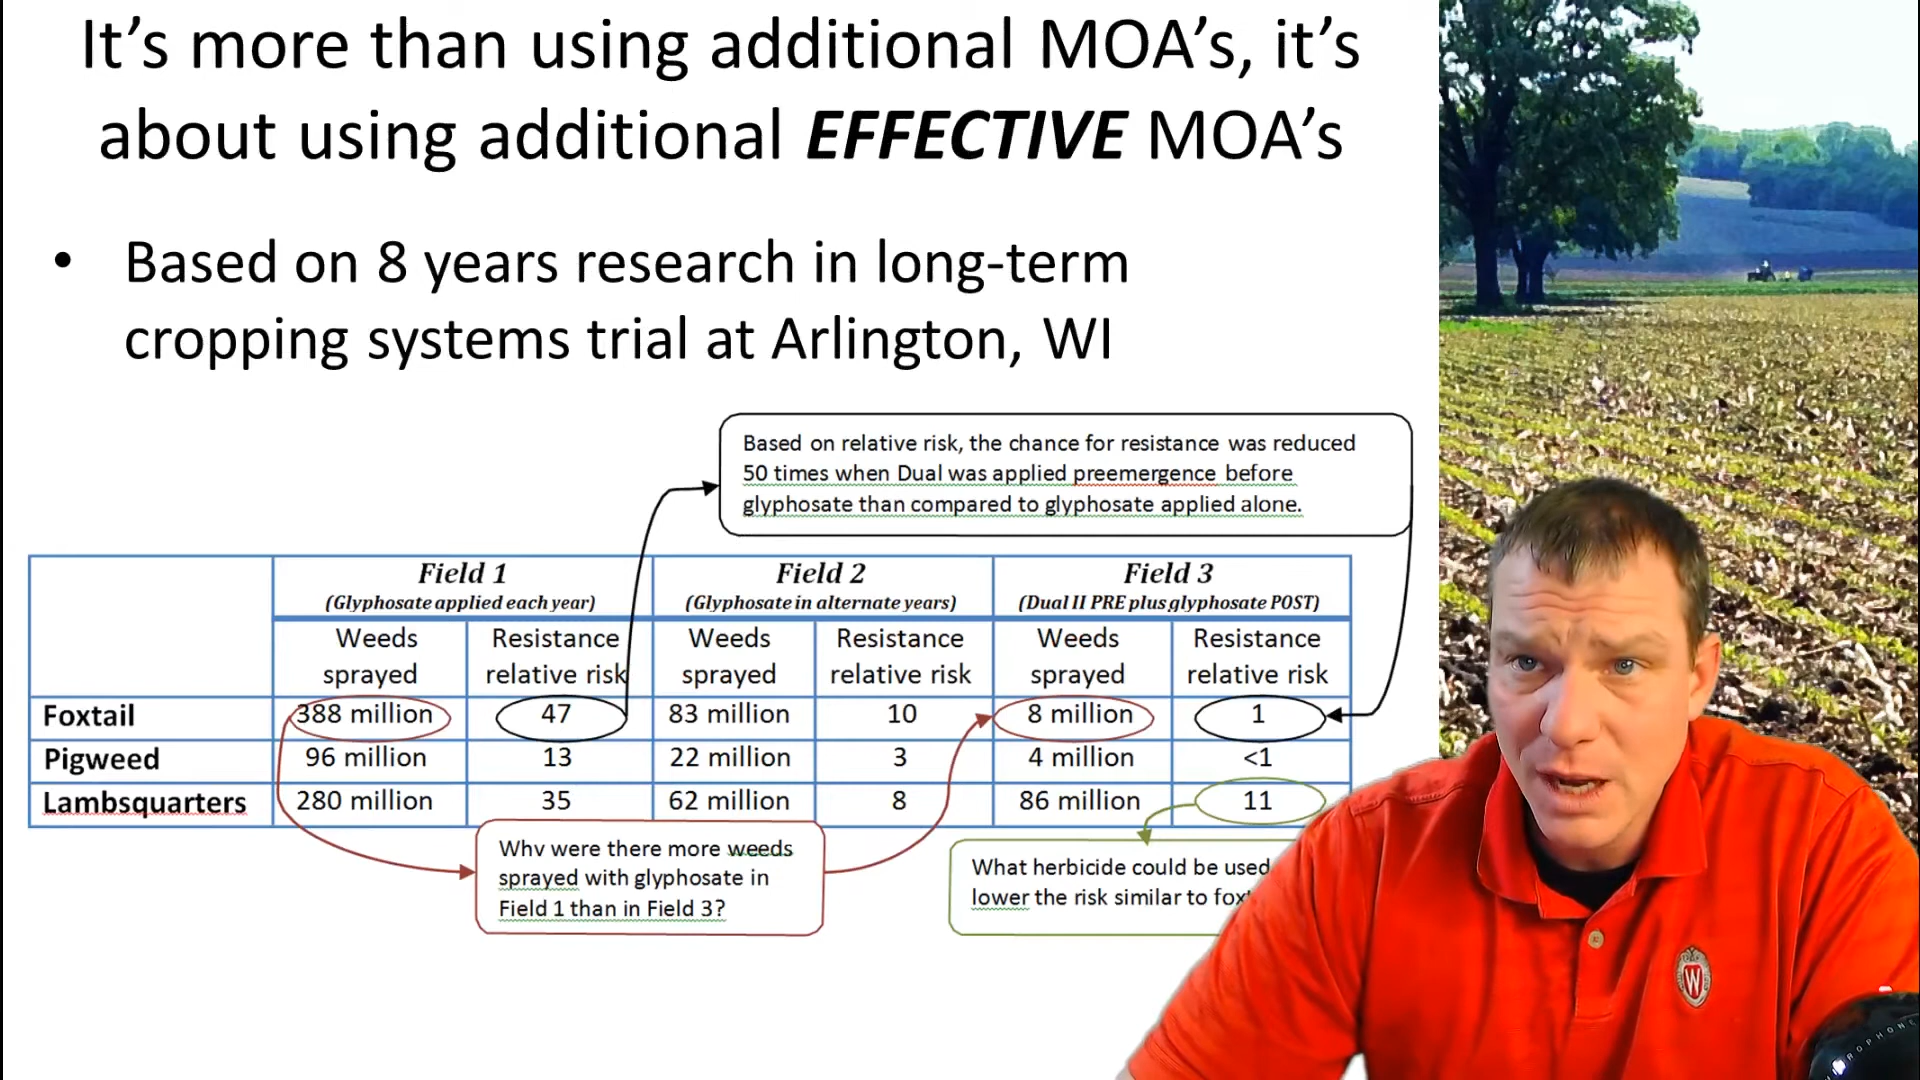 It's more than using additional MOA's, it's
about using additional EFFECTIVE MOA's
• Based on 8 years research in long-term
cropping systems trial at Arlington, WI
Based on relative risk, the chance for resistance was reduced
50 times when Dual was applied preemergence before
glyphosate than compared to glyphosate applied alone.
Field 1 Field 2 Field 3
(Glyphosate applied each year) (Glyphosate in alternate years) (Dual II PRE plus glyphosate POST)
Weeds Resistance Weeds Resistance Weeds Resistance
sprayed relative risk sprayed relative risk sprayed relative risk
Foxtail 388 million 47 83 million 10 8 million 1
Pigweed 96 million 13 22 million 3 4 million <1
Lambsquarters 280 million 35 62 million 8 86 million 11
Why were there more weeds
sprayed with glyphosate in
Field 1 than in Field 3?
What herbicide could be used
lower the risk similar to
W